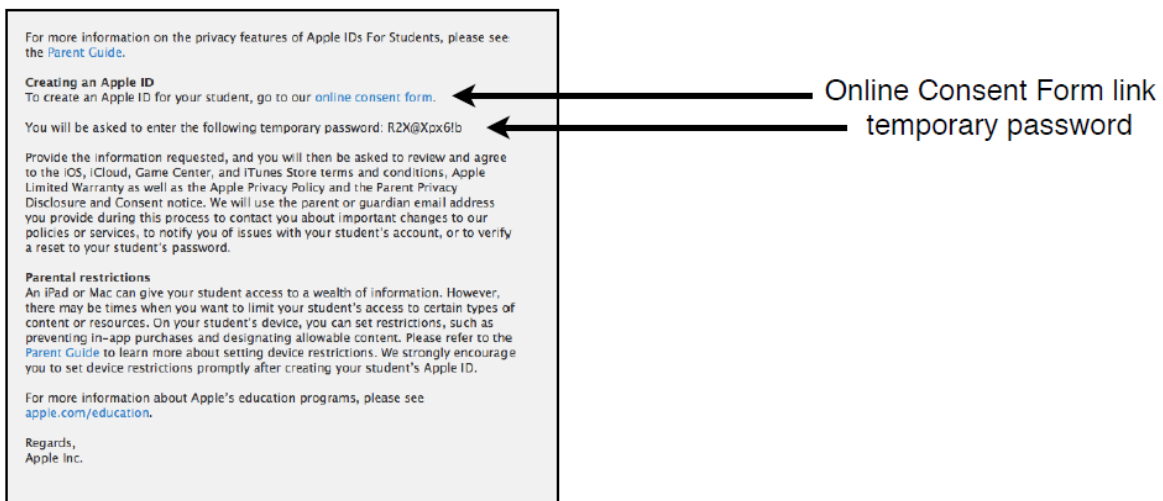 For more information on the privacy features of Apple IDs For Students, please see
the Parent Guide.
Creating an Apple ID
To create an Apple ID for your student, go to our online consent form.
Online Consent Form link
You will be asked to enter the following temporary password: R2X@Xpx6!b
temporary password
Provide the information requested, and you will then be asked to review and agree
to the iOS, iCloud, Game Center, and iTunes Store terms and conditions, Apple
Limited Warranty as well as the Apple Privacy Policy and the Parent Privacy
Disclosure and Consent notice. We will use the parent or guardian email address
you provide during this process to contact you about important changes to our
policies or services, to notify you of issues with your student's account, or to verify
a reset to your student's password.
Parental restrictions
An iPad or Mac can give your student access to a wealth of information. However,
there may be times when you want to limit your student's access to certain types of
content or resources. On your student's device, you can set restrictions, such as
preventing in-app purchases and designating allowable content. Please refer to the
Parent Guide to learn more about setting device restrictions. We strongly encourage
you to set device restrictions promptly after creating your student's Apple ID.
For more information about Apple's education programs, please see
apple.com/education.
Regards,
Apple Inc.